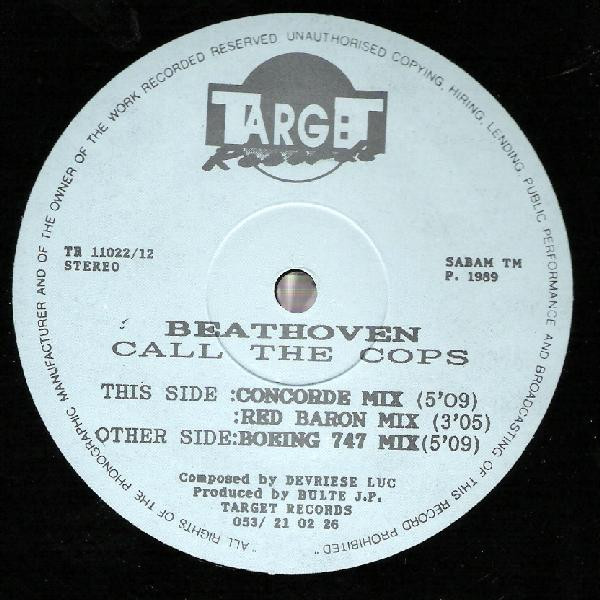 "ALL RIGHTS OF THE PHONOGRAPHIC MANUFACTURER AND OF THE OWNER OF THE WORK RECORDED RESERVED UNAUTHORISED COPYING, HIRING, LENDING, PUBLIC PERFORMANCE AND BROADCASTING OF THIS RECORD PROHIBITED"
TARGET
Records
TR 11022/12
STEREO
SABAM TM
P. 1989
BEATHOVEN
CALL THE COPS
THIS SIDE :CONCORDE MIX (5'09)
:RED BARON MIX (3'05)
OTHER SIDE:BOEING 747 MIX(5'09)
Composed by DEVRIESE LUC
Produced by BULTE J.P.
TARGET RECORDS
053/ 21 02 26